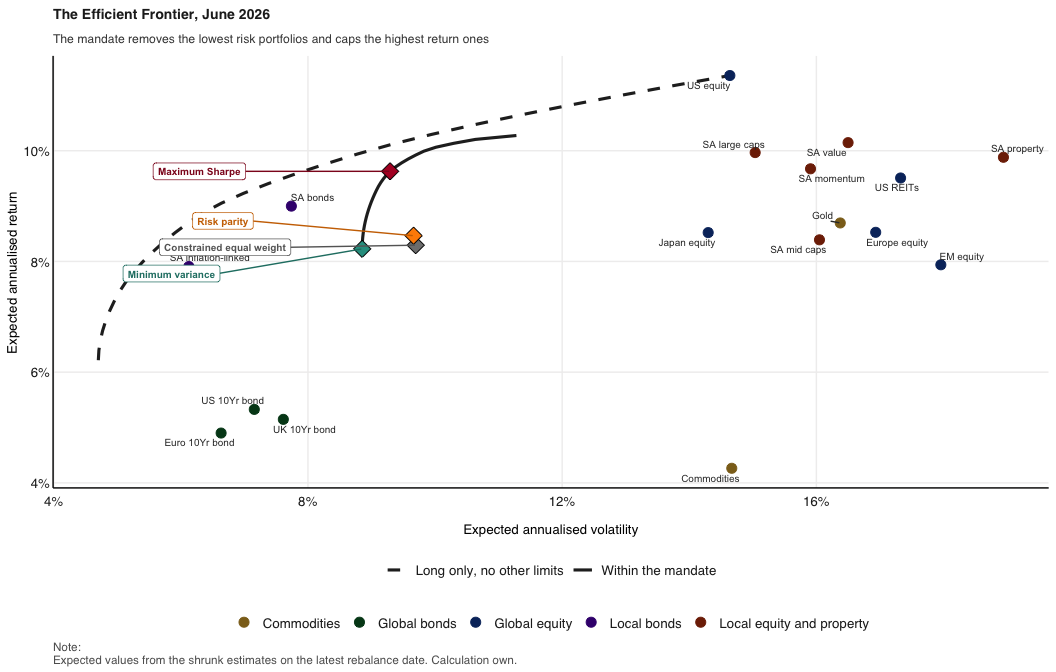 The Efficient Frontier, June 2026
The mandate removes the lowest risk portfolios and caps the highest return ones
US equity
10%
SA large caps
SA value
SA property
Maximum Sharpe
SA momentum
US REITs
SA bonds
Risk parity
Gold
Constrained equal weight
Japan equity
SA mid caps
Europe equity
SA inflation-linked
EM equity
8%
Minimum variance
Expected annualised return
6%
US 10Yr bond
UK 10Yr bond
Euro 10Yr bond
Commodities
4%
4%
8%
12%
16%
Expected annualised volatility
Long only, no other limits
Within the mandate
Commodities
Global bonds
Global equity
Local bonds
Local equity and property
Note:
Expected values from the shrunk estimates on the latest rebalance date. Calculation own.